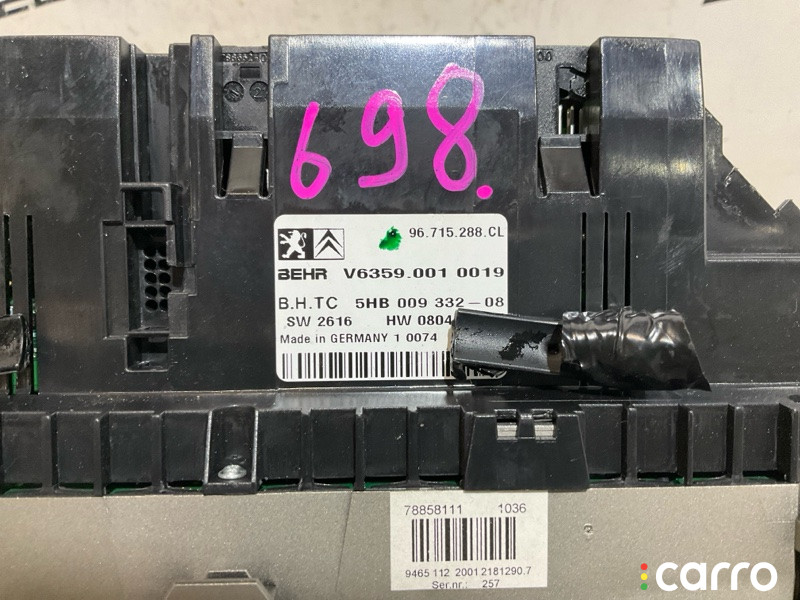 698.
96.715.288.CL
BEHR V6359.001 0019
B.H.TC 5HB 009 332-08
SW 2616 HW 0804
Made in GERMANY 1 0074
78858111 1036
9465 112 2001 2181290.7
Ser.nr.: 257
carro